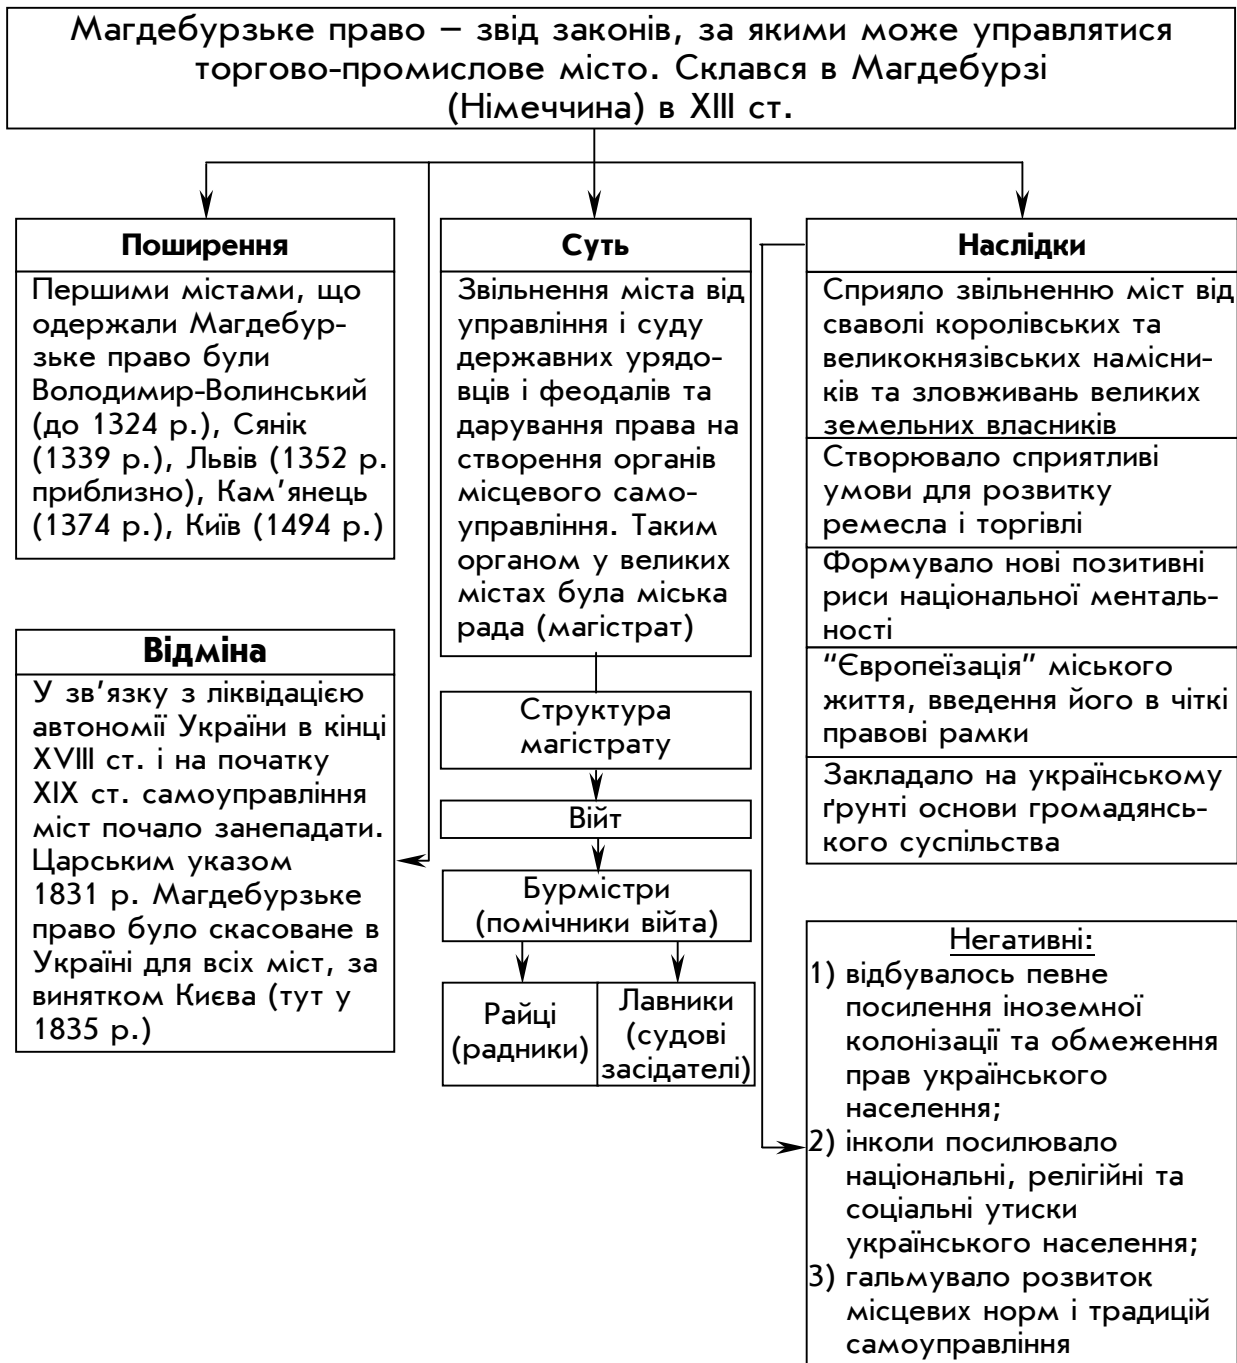 Магдебурзьке право – звід законів, за якими може управлятися
торгово-промислове місто. Склався в Магдебурзі
(Німеччина) в XIII ст.
Поширення
Першими містами, що
одержали Магдебур-
зьке право були
Володимир-Волинський
(до 1324 р.), Сянік
(1339 р.), Львів (1352 р.
приблизно), Кам’янець
(1374 р.), Київ (1494 р.)
Відміна
У зв’язку з ліквідацією
автономії України в кінці
XVIII ст. і на початку
XIX ст. самоуправління
міст почало занепадати.
Царським указом
1831 р. Магдебурзьке
право було скасоване в
Україні для всіх міст, за
винятком Києва (тут у
1835 р.)
Суть
Звільнення міста від
управління і суду
державних урядо-
вців і феодалів та
дарування права на
створення органів
місцевого само-
управління. Таким
органом у великих
містах була міська
рада (магістрат)
Структура
магістрату
Війт
Бурмістри
(помічники війта)
Райці
(радники)
Лавники
(судові
засідателі)
Наслідки
Сприяло звільненню міст від
сваволі королівських та
великокнязівських намісни-
ків та зловживань великих
земельних власників
Створювало сприятливі
умови для розвитку
ремесла і торгівлі
Формувало нові позитивні
риси національної менталь-
ності
“Європеїзація” міського
життя, введення його в чіткі
правові рамки
Закладало на українському
ґрунті основи громадянсь-
кого суспільства
Негативні:
1) відбувалось певне
посилення іноземної
колонізації та обмеження
прав українського
населення;
2) інколи посилювало
національні, релігійні та
соціальні утиски
українського населення;
3) гальмувало розвиток
місцевих норм і традицій
самоуправління